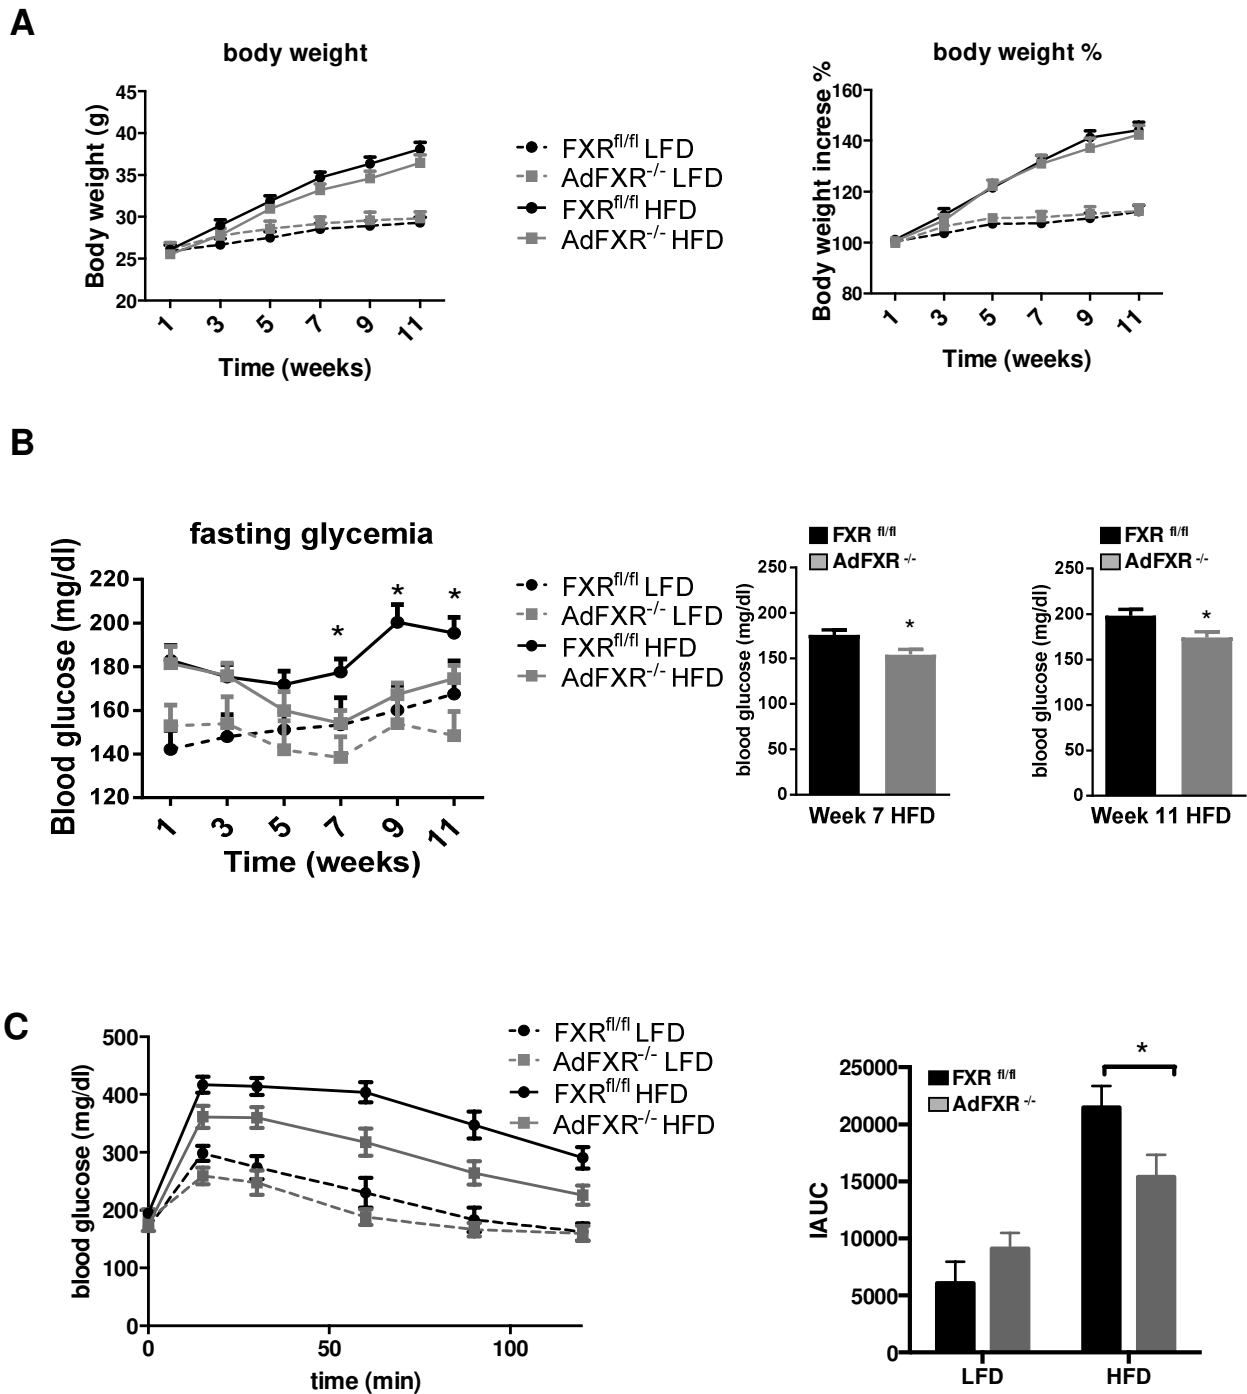 A
body weight
Body weight (g)
45
40
35
30
25
20
1 3 5 7 9 11
Time (weeks)
FXRfl/fl LFD
AdFXR-/- LFD
FXRfl/fl HFD
AdFXR-/- HFD
body weight %
Body weight increse %
160
140
120
100
80
1 3 5 7 9 11
Time (weeks)
B
fasting glycemia
Blood glucose (mg/dl)
220
200
180
160
140
120
* * *
1 3 5 7 9 11
Time (weeks)
FXRfl/fl LFD
AdFXR-/- LFD
FXRfl/fl HFD
AdFXR-/- HFD
FXR fl/fl
AdFXR -/-
blood glucose (mg/dl)
250
200
150
100
50
0
*
Week 7 HFD
FXR fl/fl
AdFXR -/-
blood glucose (mg/dl)
250
200
150
100
50
0
*
Week 11 HFD
C
blood glucose (mg/dl)
500
400
300
200
100
0
0 50 100
time (min)
FXRfl/fl LFD
AdFXR-/- LFD
FXRfl/fl HFD
AdFXR-/- HFD
IAUC
25000
20000
15000
10000
5000
0
FXR fl/fl
AdFXR -/-
*
LFD HFD